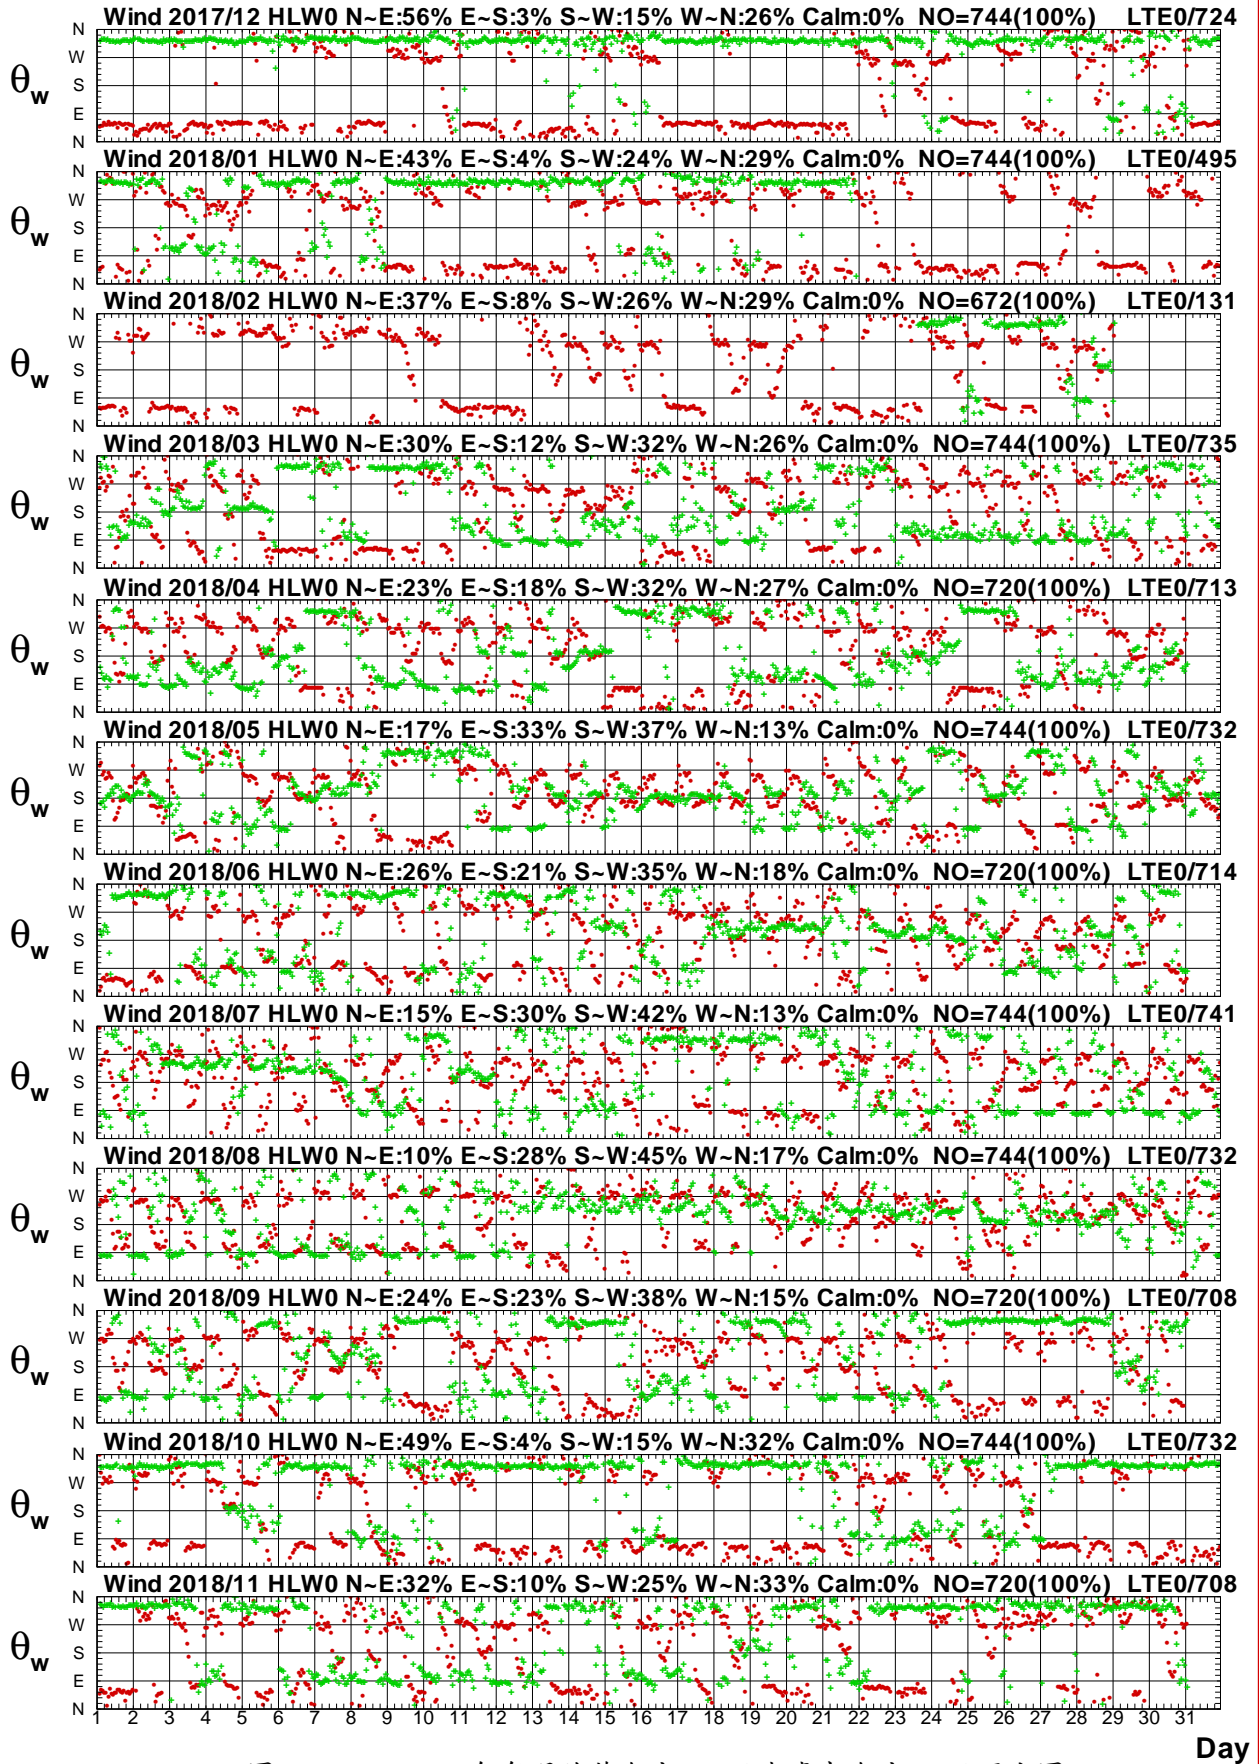 Wind 2017/12 HLW0 N~E:56% E~S:3% S~W:15% W~N:26% Calm:0% NO=744(100%) LTE0/724
N
W
S
E
N
θw
Wind 2018/01 HLW0 N~E:43% E~S:4% S~W:24% W~N:29% Calm:0% NO=744(100%) LTE0/495
N
W
S
E
N
θw
Wind 2018/02 HLW0 N~E:37% E~S:8% S~W:26% W~N:29% Calm:0% NO=672(100%) LTE0/131
N
W
S
E
N
θw
Wind 2018/03 HLW0 N~E:30% E~S:12% S~W:32% W~N:26% Calm:0% NO=744(100%) LTE0/735
N
W
S
E
N
θw
Wind 2018/04 HLW0 N~E:23% E~S:18% S~W:32% W~N:27% Calm:0% NO=720(100%) LTE0/713
N
W
S
E
N
θw
Wind 2018/05 HLW0 N~E:17% E~S:33% S~W:37% W~N:13% Calm:0% NO=744(100%) LTE0/732
N
W
S
E
N
θw
Wind 2018/06 HLW0 N~E:26% E~S:21% S~W:35% W~N:18% Calm:0% NO=720(100%) LTE0/714
N
W
S
E
N
θw
Wind 2018/07 HLW0 N~E:15% E~S:30% S~W:42% W~N:13% Calm:0% NO=744(100%) LTE0/741
N
W
S
E
N
θw
Wind 2018/08 HLW0 N~E:10% E~S:28% S~W:45% W~N:17% Calm:0% NO=744(100%) LTE0/732
N
W
S
E
N
θw
Wind 2018/09 HLW0 N~E:24% E~S:23% S~W:38% W~N:15% Calm:0% NO=720(100%) LTE0/708
N
W
S
E
N
θw
Wind 2018/10 HLW0 N~E:49% E~S:4% S~W:15% W~N:32% Calm:0% NO=744(100%) LTE0/732
N
W
S
E
N
θw
Wind 2018/11 HLW0 N~E:32% E~S:10% S~W:25% W~N:33% Calm:0% NO=720(100%) LTE0/708
N
W
S
E
N
θw
1 2 3 4 5 6 7 8 9 10 11 12 13 14 15 16 17 18 19 20 21 22 23 24 25 26 27 28 29 30 31
Day